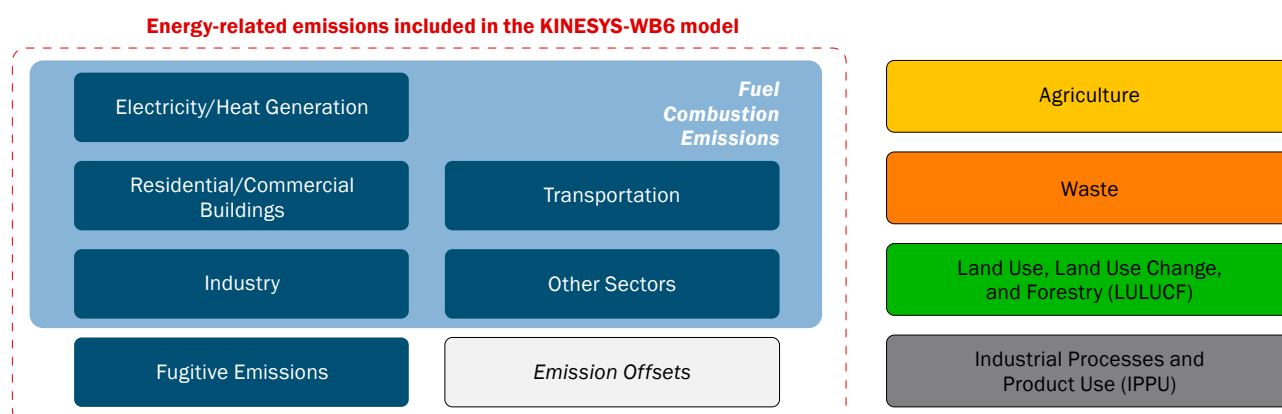 Energy-related emissions included in the KINESYS-WB6 model
Electricity/Heat Generation
Fuel
Combustion
Emissions
Residential/Commercial
Buildings
Transportation
Industry
Other Sectors
Fugitive Emissions
Emission Offsets
Agriculture
Waste
Land Use, Land Use Change,
and Forestry (LULUCF)
Industrial Processes and
Product Use (IPPU)